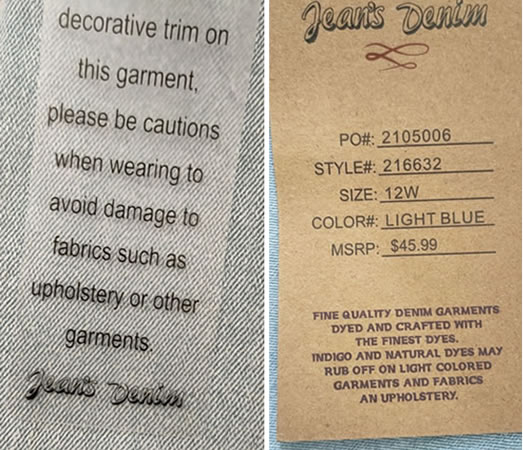 decorative trim on
this garment,
please be cautions
when wearing to
avoid damage to
fabrics such as
upholstery or other
garments.
Jean's Denim
Jean's Denim
PO#: 2105006
STYLE#: 216632
SIZE: 12W
COLOR#: LIGHT BLUE
MSRP: $45.99
FINE QUALITY DENIM GARMENTS
DYED AND CRAFTED WITH
THE FINEST DYES.
INDIGO AND NATURAL DYES MAY
RUB OFF ON LIGHT COLORED
GARMENTS AND FABRICS
AN UPHOLSTERY.